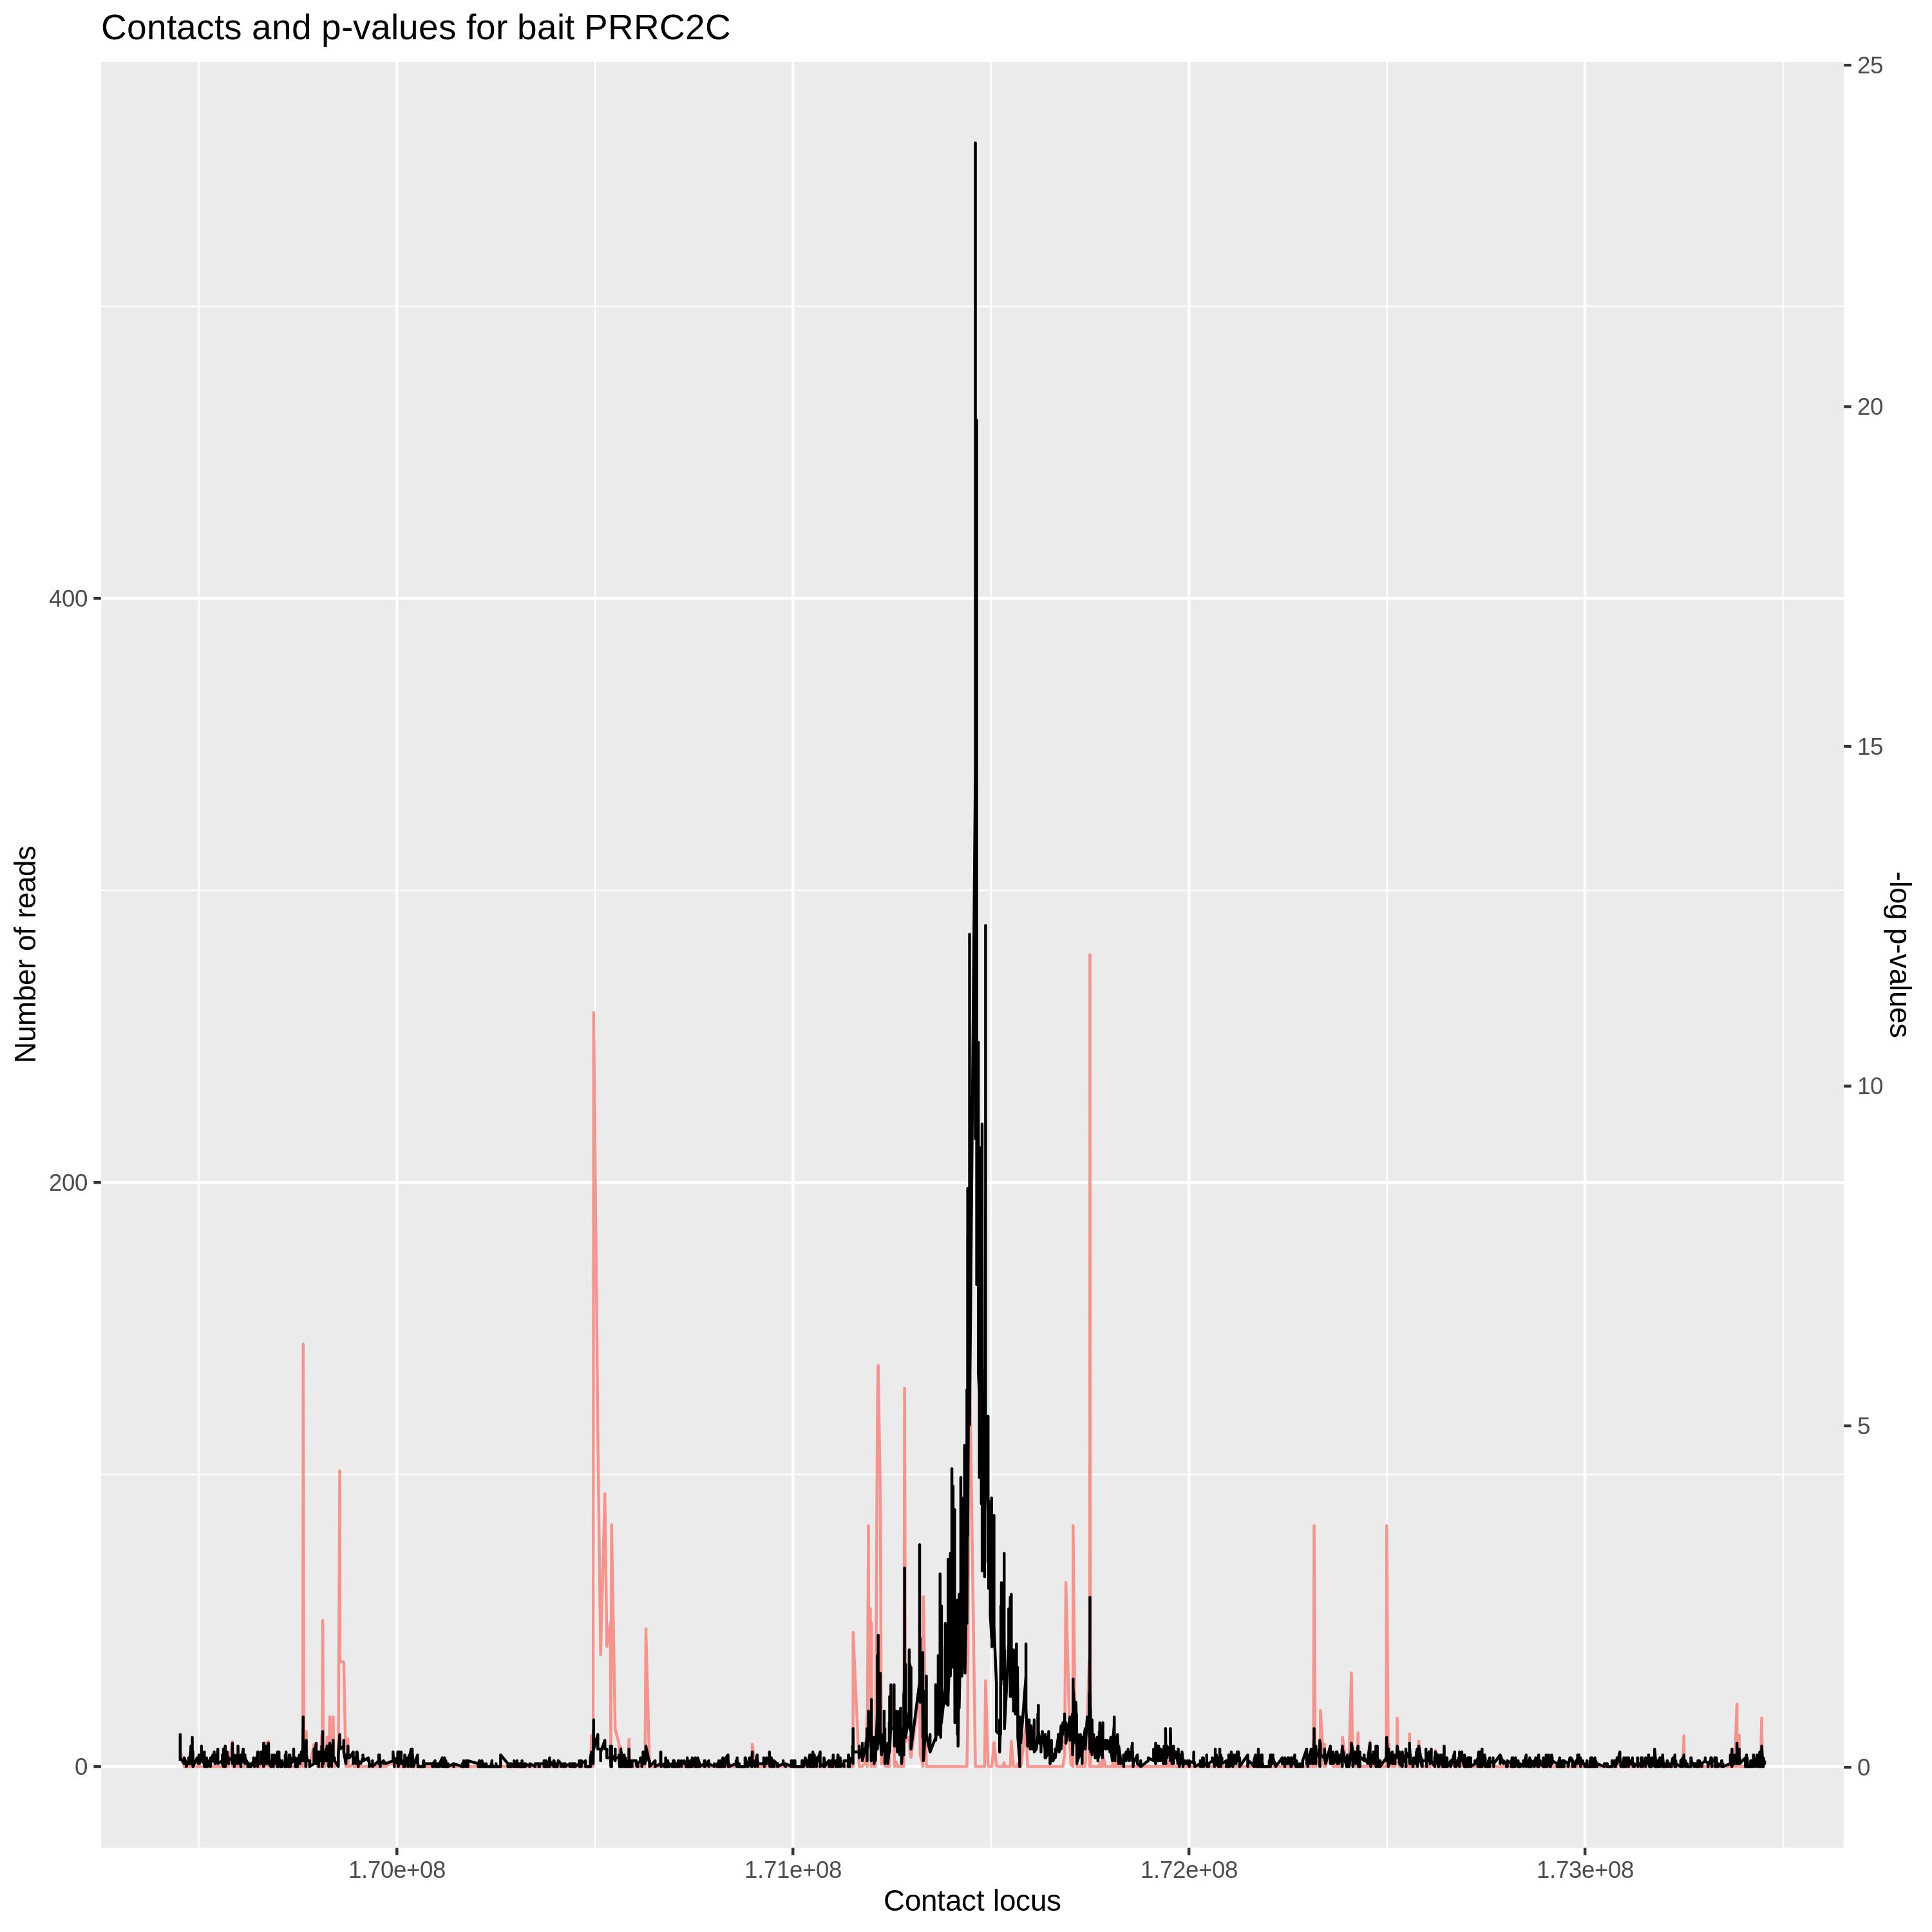 Contacts and p-values for bait PRRC2C
Number of reads
400
200
0
25
20
15
10
5
0
-log p-values
1.70e+08 1.71e+08 1.72e+08 1.73e+08
Contact locus